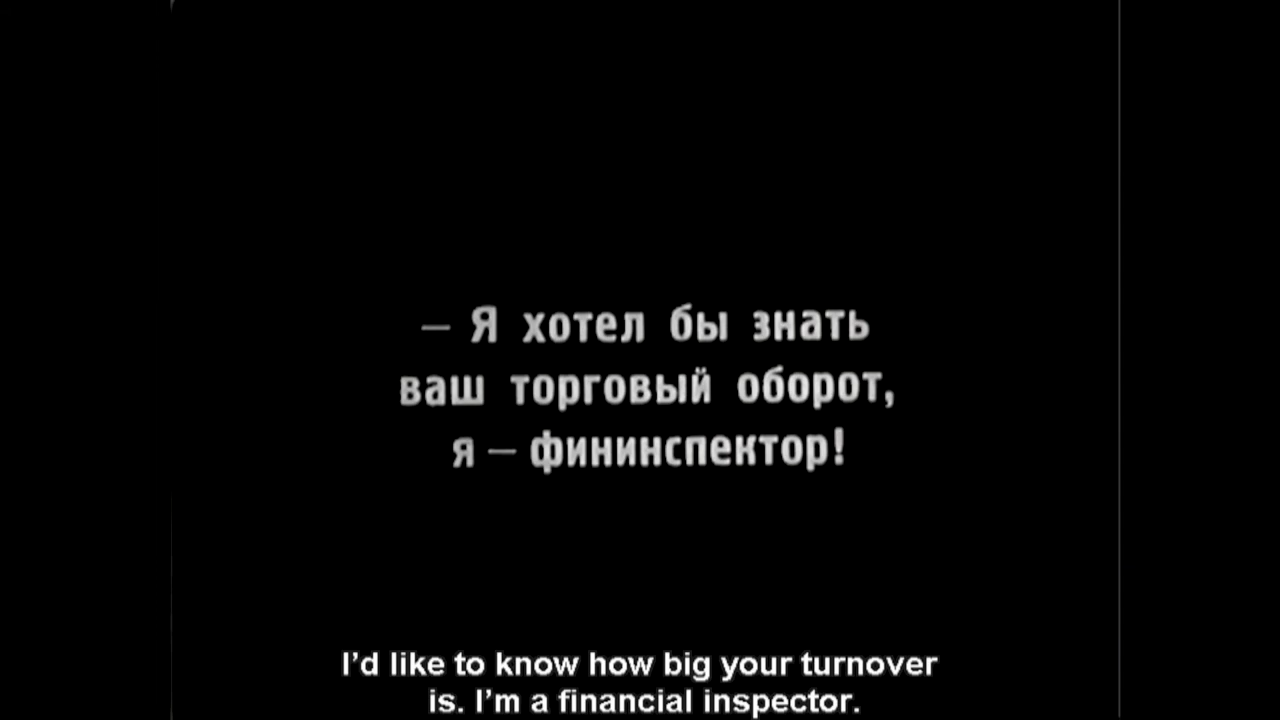 — Я хотел бы знать
ваш торговый оборот,
я — фининспектор!
I'd like to know how big your turnover
is. I'm a financial inspector.